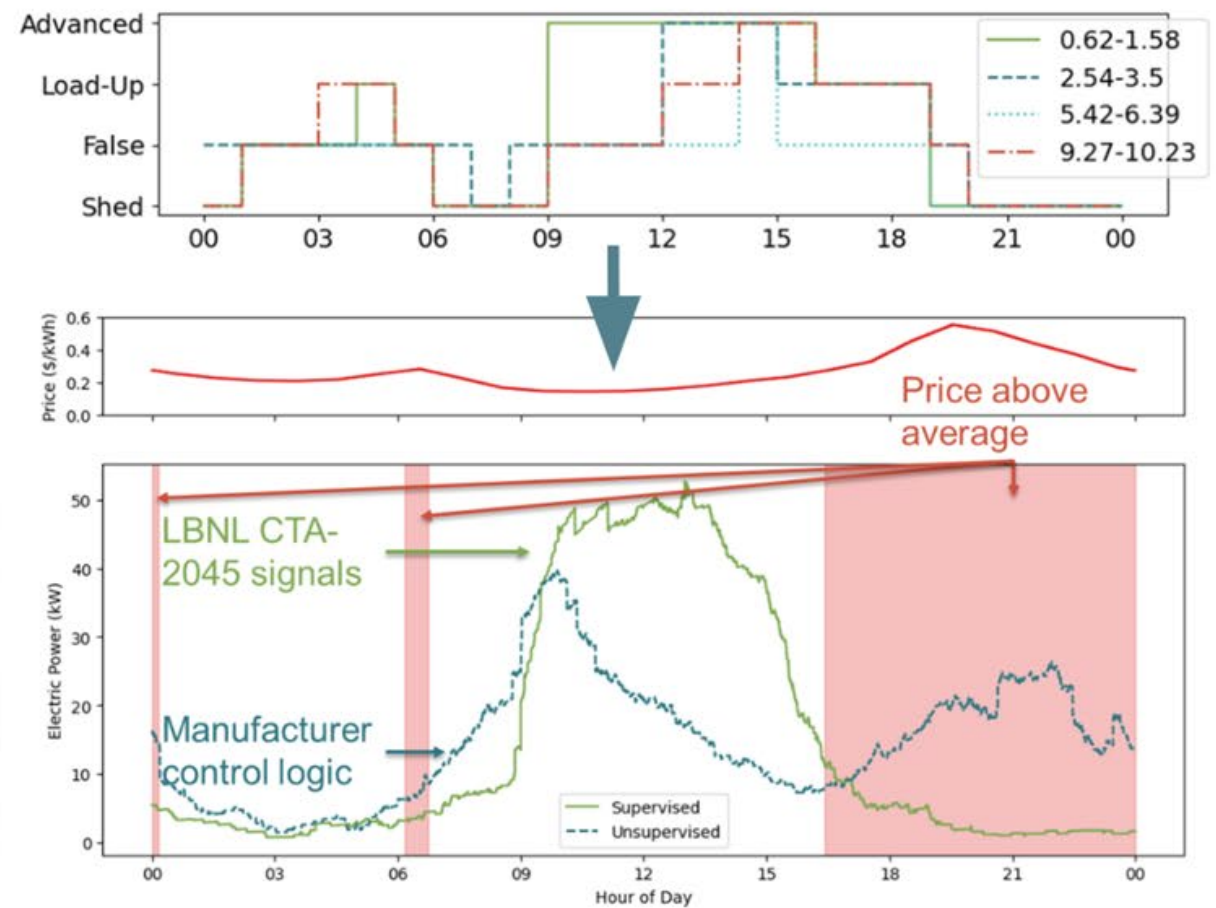 Advanced
Load-Up
False
Shed
0.62-1.58
2.54-3.5
5.42-6.39
9.27-10.23
00 03 06 09 12 15 18 21 00
Price ($/kWh)
0.6
0.4
0.2
0.0
Price above
average
Electric Power (kW)
50
40
30
20
10
0
LBNL CTA-
2045 signals
Manufacturer
control logic
Supervised
Unsupervised
00 03 06 09 12 15 18 21 00
Hour of Day